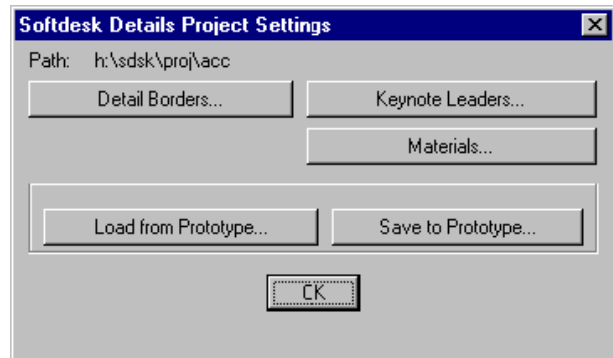 Softdesk Details Project Settings
Path: h:\sdsk\proj\acc
Detail Borders... Keynote Leaders...
Materials...
Load from Prototype... Save to Prototype...
OK